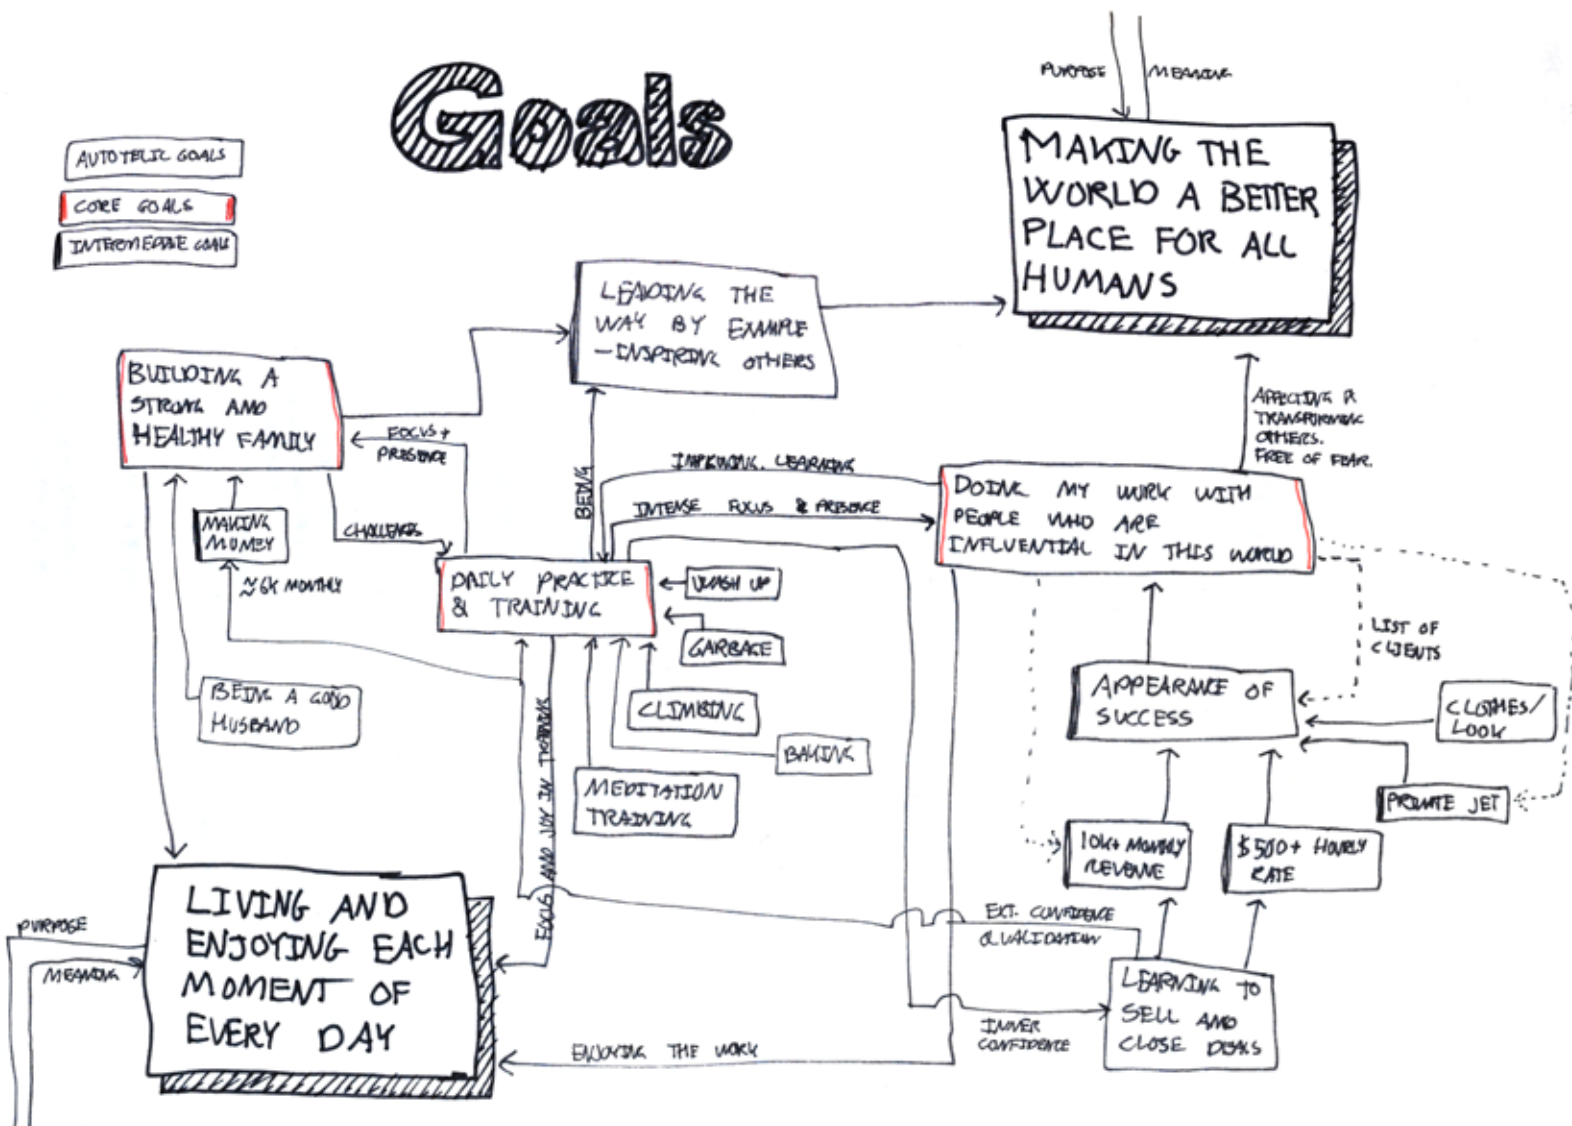 Goals
PURPOSE
MEANING
AUTOTELIC GOALS
CORE GOALS
INTERMEDIATE GOALS
MAKING THE
WORLD A BETTER
PLACE FOR ALL
HUMANS
LEADING THE
WAY BY EXAMPLE
- INSPIRING OTHERS
BUILDING A
STRONG AND
HEALTHY FAMILY
FOCUS +
PRESENCE
AFFECTING &
TRANSFORMING
OTHERS.
FREE OF FEAR.
BEING
IMPROVING, LEARNING
INTENSE FOCUS & PRESENCE
DOING MY WORK WITH
PEOPLE WHO ARE
INFLUENTIAL IN THIS WORLD
MAKING
MONEY
CHALLENGES
≈ 6K MONTHLY
DAILY PRACTICE
& TRAINING
WASH UP
GARBAGE
CLIMBING
BAKING
MEDITATION
TRAINING
BEING A GOOD
HUSBAND
FOCUS AND JOY IN TRAINING
LIST OF
CLIENTS
APPEARANCE OF
SUCCESS
CLOTHES/
LOOK
PRIVATE JET
10K+ MONTHLY
REVENUE
$500+ HOURLY
RATE
LIVING AND
ENJOYING EACH
MOMENT OF
EVERY DAY
PURPOSE
MEANING
EXT. CONFIDENCE
& VALIDATION
LEARNING TO
SELL AND
CLOSE DEALS
INNER
CONFIDENCE
ENJOYING THE WORK